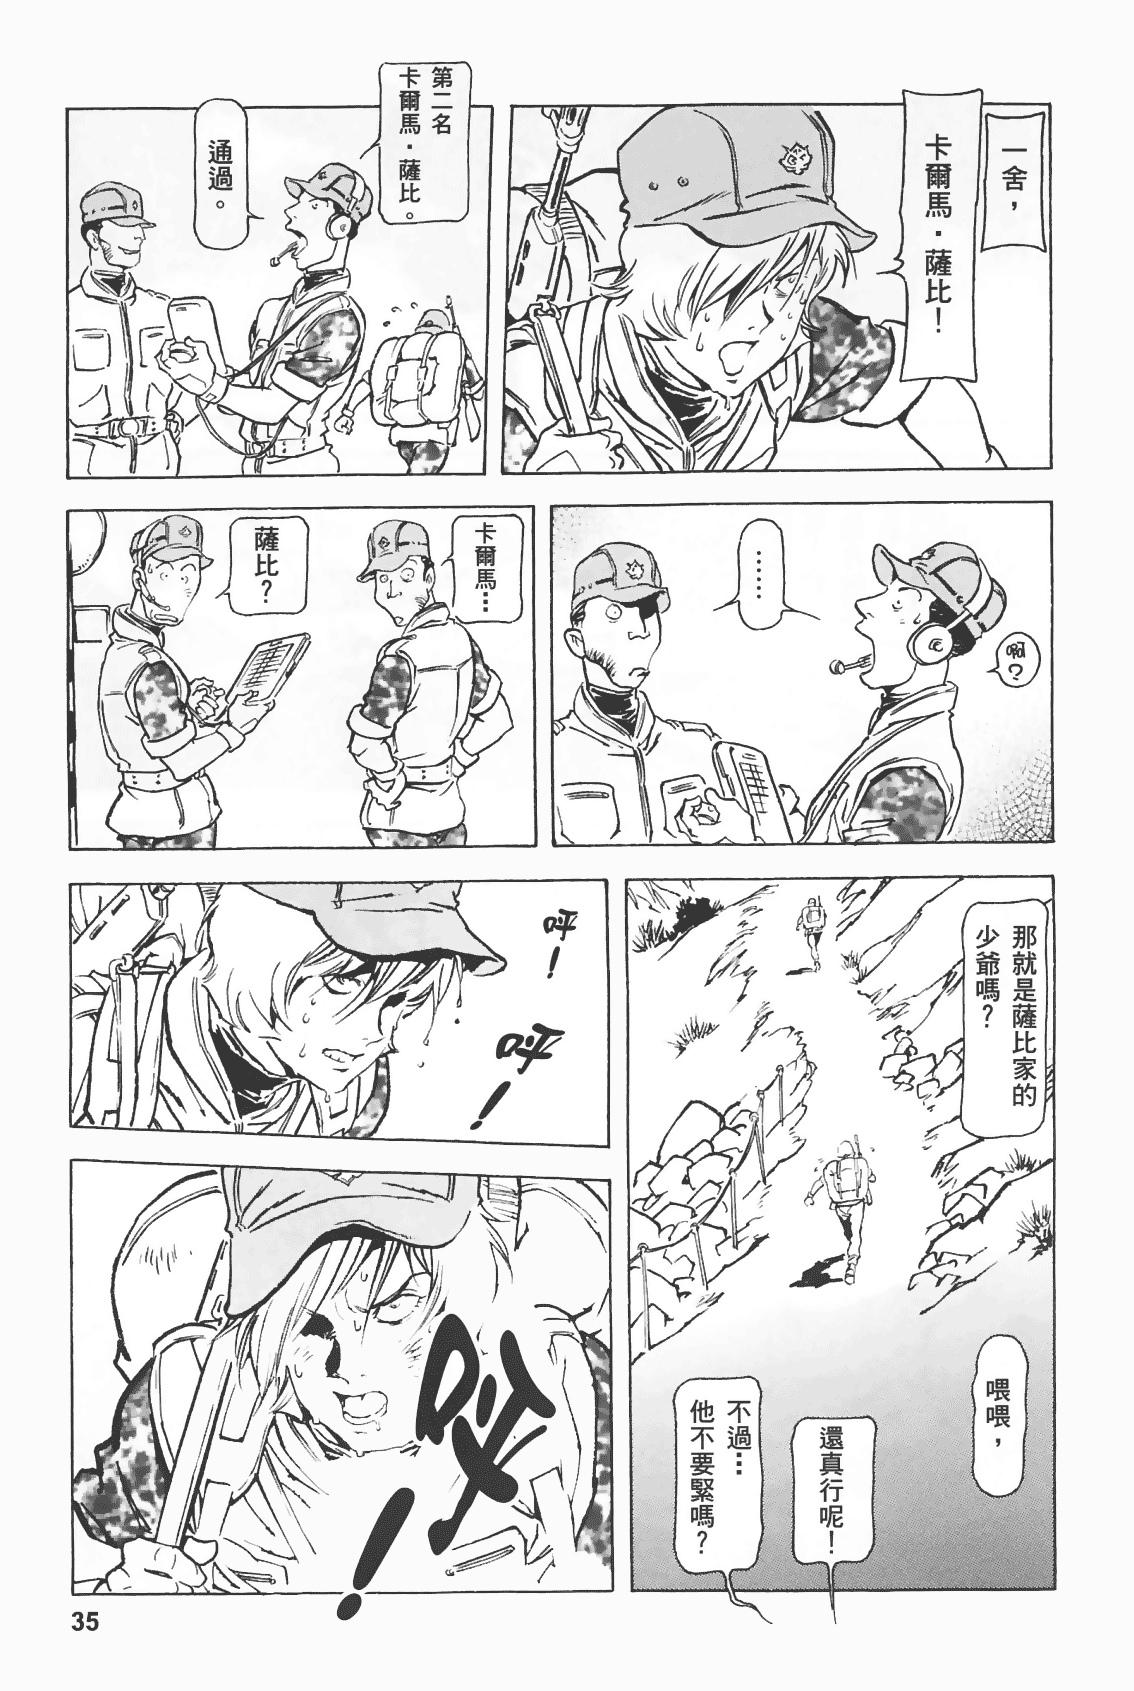 一舍，
卡爾馬．薩比！
第二名
卡爾馬．薩比。
通過。
啊？
……
卡爾馬…
薩比？
那就是薩比家的
少爺嗎？
喂喂，
還真行呢！
不過…
他不要緊嗎？
呼！
呼！
呼！
35